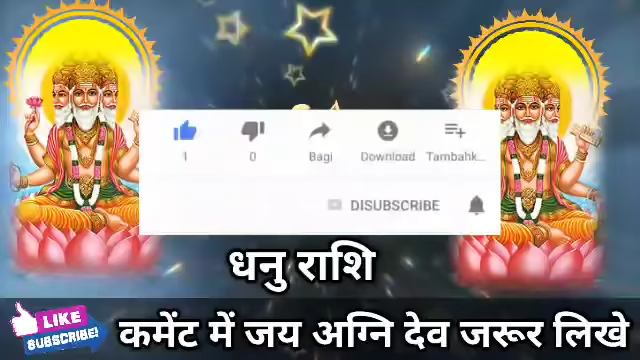 1 0 Bagi Download Tambahk...
DISUBSCRIBE
धनु राशि
LIKE
SUBSCRIBE!
कमेंट में जय अग्नि देव जरूर लिखे